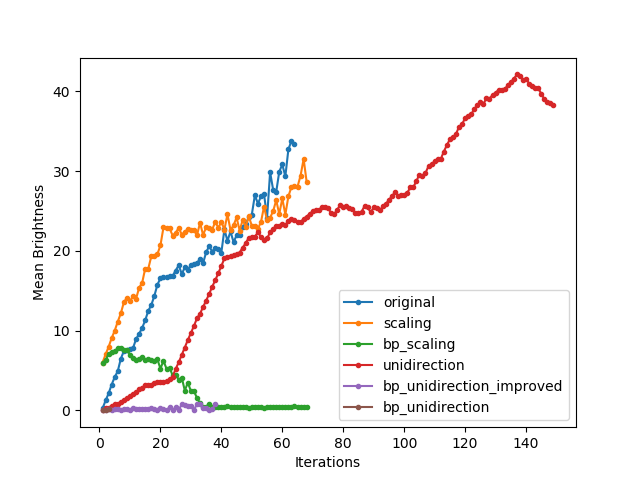 40
30
20
10
0
Mean Brightness
original
scaling
bp_scaling
unidirection
bp_unidirection_improved
bp_unidirection
0 20 40 60 80 100 120 140
Iterations